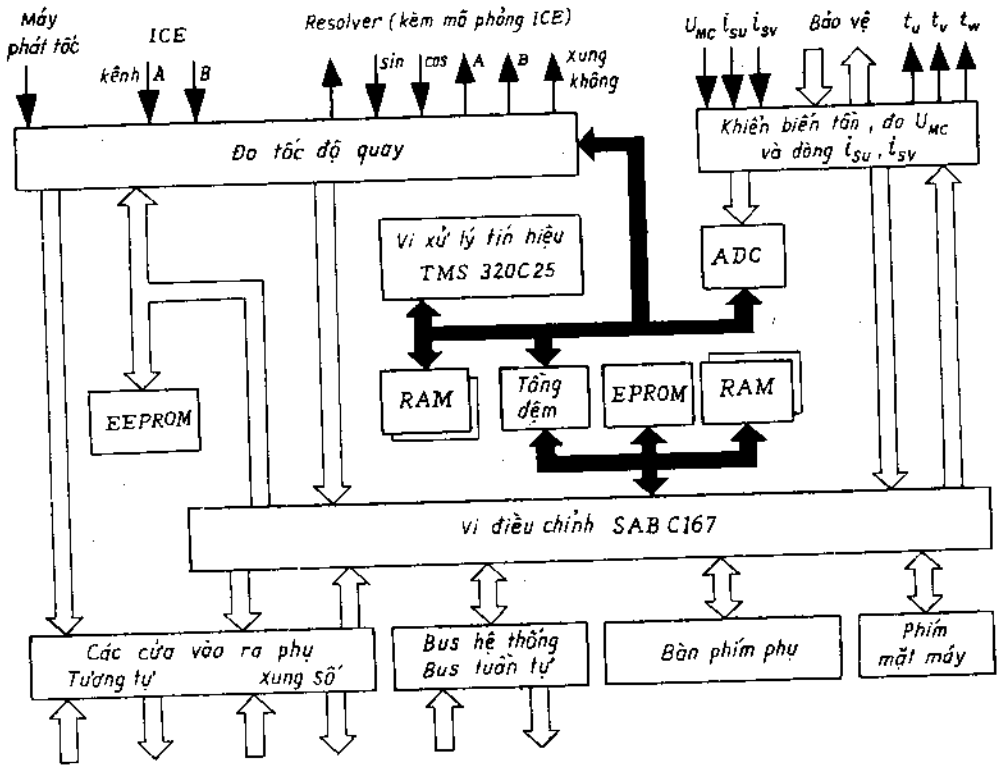 Máy
phát tốc
ICE
kênh A B
Resolver (kèm mô phỏng ICE)
sin cos A B xung
không
U_MC i_SU i_SV
Bảo vệ
t_u t_v t_w
Đo tốc độ quay
Khiển biến tần, đo U_MC
và dòng i_SU, i_SV
Vi xử lý tín hiệu
TMS 320C25
ADC
EEPROM
RAM
Tầng
đệm
EPROM
RAM
Vi điều chỉnh SAB C167
Các cửa vào ra phụ
Tương tự Xung Số
Bus hệ thống
Bus tuần tự
Bàn phím phụ
Phím
mặt máy